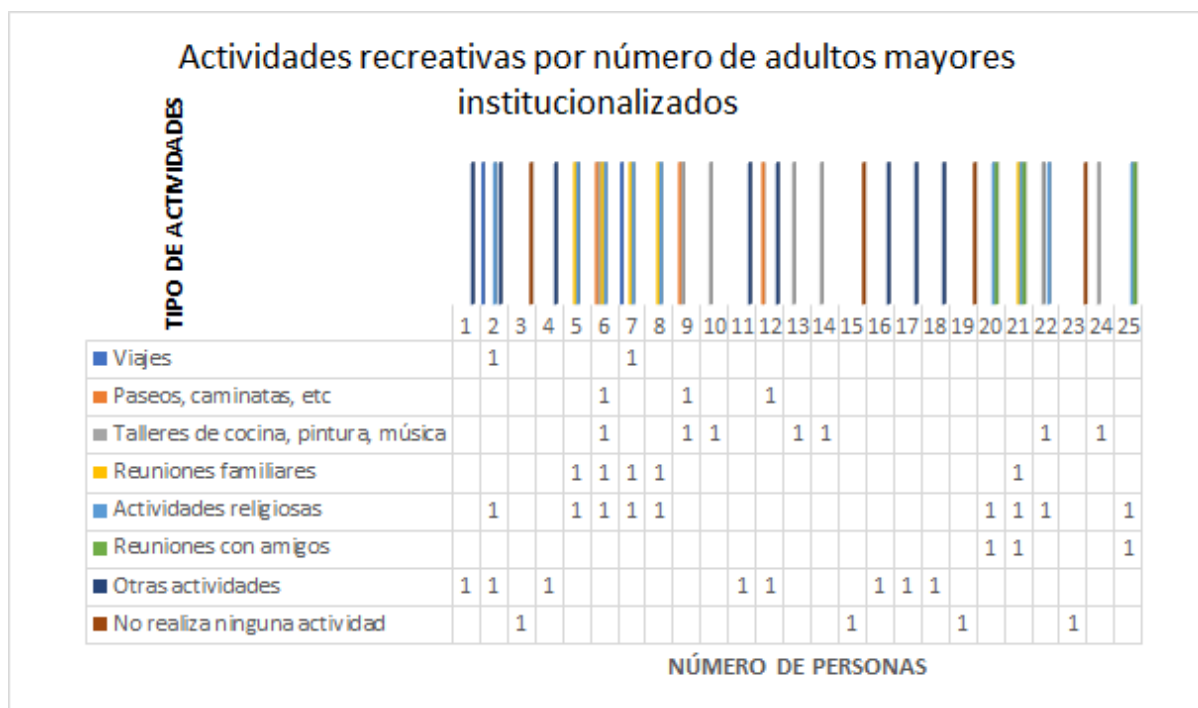 Actividades recreativas por número de adultos mayores
institucionalizados
TIPO DE ACTIVIDADES
1 2 3 4 5 6 7 8 9 10 11 12 13 14 15 16 17 18 19 20 21 22 23 24 25
Viajes 1 1
Paseos, caminatas, etc 1 1 1
Talleres de cocina, pintura, música 1 1 1 1 1 1 1
Reuniones familiares 1 1 1 1 1
Actividades religiosas 1 1 1 1 1 1 1 1 1
Reuniones con amigos 1 1 1
Otras actividades 1 1 1 1 1 1 1 1
No realiza ninguna actividad 1 1 1 1
NÚMERO DE PERSONAS